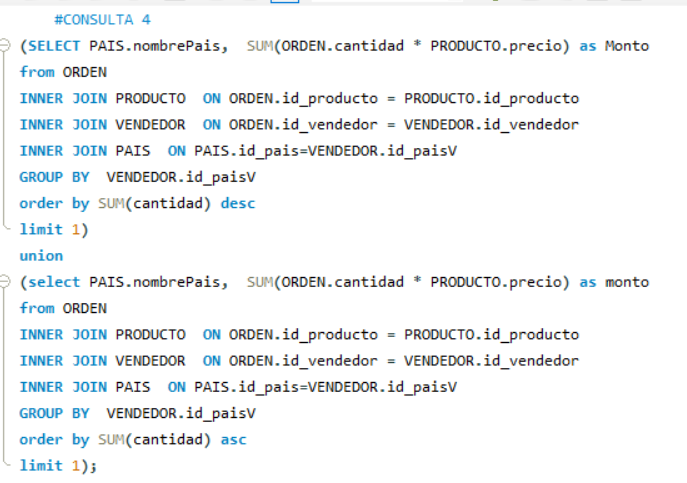 #CONSULTA 4
(SELECT PAIS.nombrePais,  SUM(ORDEN.cantidad * PRODUCTO.precio) as Monto
from ORDEN
INNER JOIN PRODUCTO  ON ORDEN.id_producto = PRODUCTO.id_producto
INNER JOIN VENDEDOR  ON ORDEN.id_vendedor = VENDEDOR.id_vendedor
INNER JOIN PAIS  ON PAIS.id_pais=VENDEDOR.id_paisV
GROUP BY  VENDEDOR.id_paisV
order by SUM(cantidad) desc
limit 1)
union
(select PAIS.nombrePais,  SUM(ORDEN.cantidad * PRODUCTO.precio) as monto
from ORDEN
INNER JOIN PRODUCTO  ON ORDEN.id_producto = PRODUCTO.id_producto
INNER JOIN VENDEDOR  ON ORDEN.id_vendedor = VENDEDOR.id_vendedor
INNER JOIN PAIS  ON PAIS.id_pais=VENDEDOR.id_paisV
GROUP BY  VENDEDOR.id_paisV
order by SUM(cantidad) asc
limit 1);